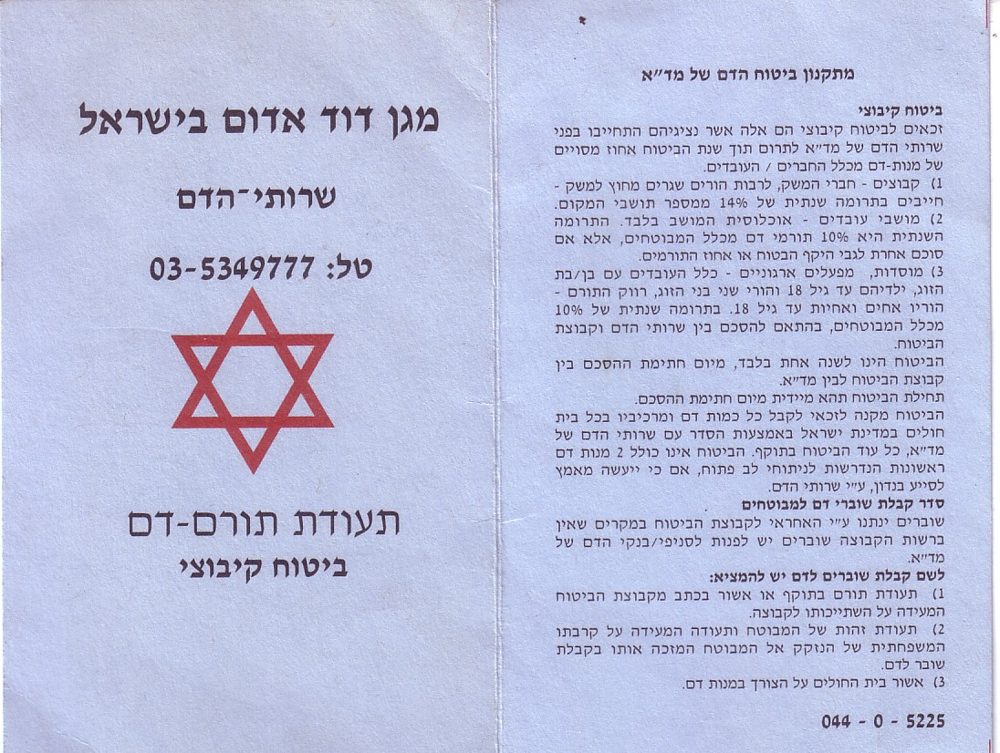 מגן דוד אדום בישראל
שרותי-הדם
טל: 03-5349777
תעודת תורם-דם
ביטוח קיבוצי
מתקנון ביטוח הדם של מד"א
ביטוח קיבוצי
זכאים לביטוח קיבוצי הם אלה אשר נציגיהם התחייבו בפני
שרותי הדם של מד"א לתרום תוך שנת הביטוח אחוז מסויים
של מנות-דם מכלל החברים / העובדים.
1) קבוצים - חברי המשק, לרבות הורים שגרים מחוץ למשק -
חייבים בתרומה שנתית של 14% ממספר תושבי המקום.
2) מושבי עובדים - אוכלוסית המושב בלבד. התרומה
השנתית היא 10% תורמי דם מכלל המבוטחים, אלא אם
סוכם אחרת לגבי היקף הבטוח או אחוז התורמים.
3) מוסדות, מפעלים ארגוניים - כלל העובדים עם בן/בת
הזוג, ילדיהם עד גיל 18 והורי שני בני הזוג, רווק התורם -
הוריו אחים ואחיות עד גיל 18. בתרומה שנתית של 10%
מכלל המבוטחים, בהתאם להסכם בין שרותי הדם וקבוצת
הביטוח.
הביטוח הינו לשנה אחת בלבד, מיום חתימת ההסכם בין
קבוצת הביטוח לבין מד"א.
תחילת הביטוח תהא מיידית מיום חתימת ההסכם.
הביטוח מקנה לזכאי לקבל כל כמות דם ומרכיביו בכל בית
חולים במדינת ישראל באמצעות הסדר עם שרותי הדם של
מד"א, כל עוד הביטוח בתוקף. הביטוח אינו כולל 2 מנות דם
ראשונות הנדרשות לניתוחי לב פתוח, אם כי ייעשה מאמץ
לסייע בנדון, ע"י שרותי הדם.
סדר קבלת שוברי דם למבוטחים
שוברים ינתנו ע"י האחראי לקבוצת הביטוח במקרים שאין
ברשות הקבוצה שוברים יש לפנות לסניפי/בנקי הדם של
מד"א.
לשם קבלת שוברים לדם יש להמציא:
1) תעודת תורם בתוקף או אשור בכתב מקבוצת הביטוח
המעידה על השתייכותו לקבוצה.
2) תעודת זהות של המבוטח ותעודה המעידה על קרבתו
המשפחתית של הנזקק אל המבוטח המזכה אותו בקבלת
שובר לדם.
3) אשור בית החולים על הצורך במנות דם.
044 - 0 - 5225